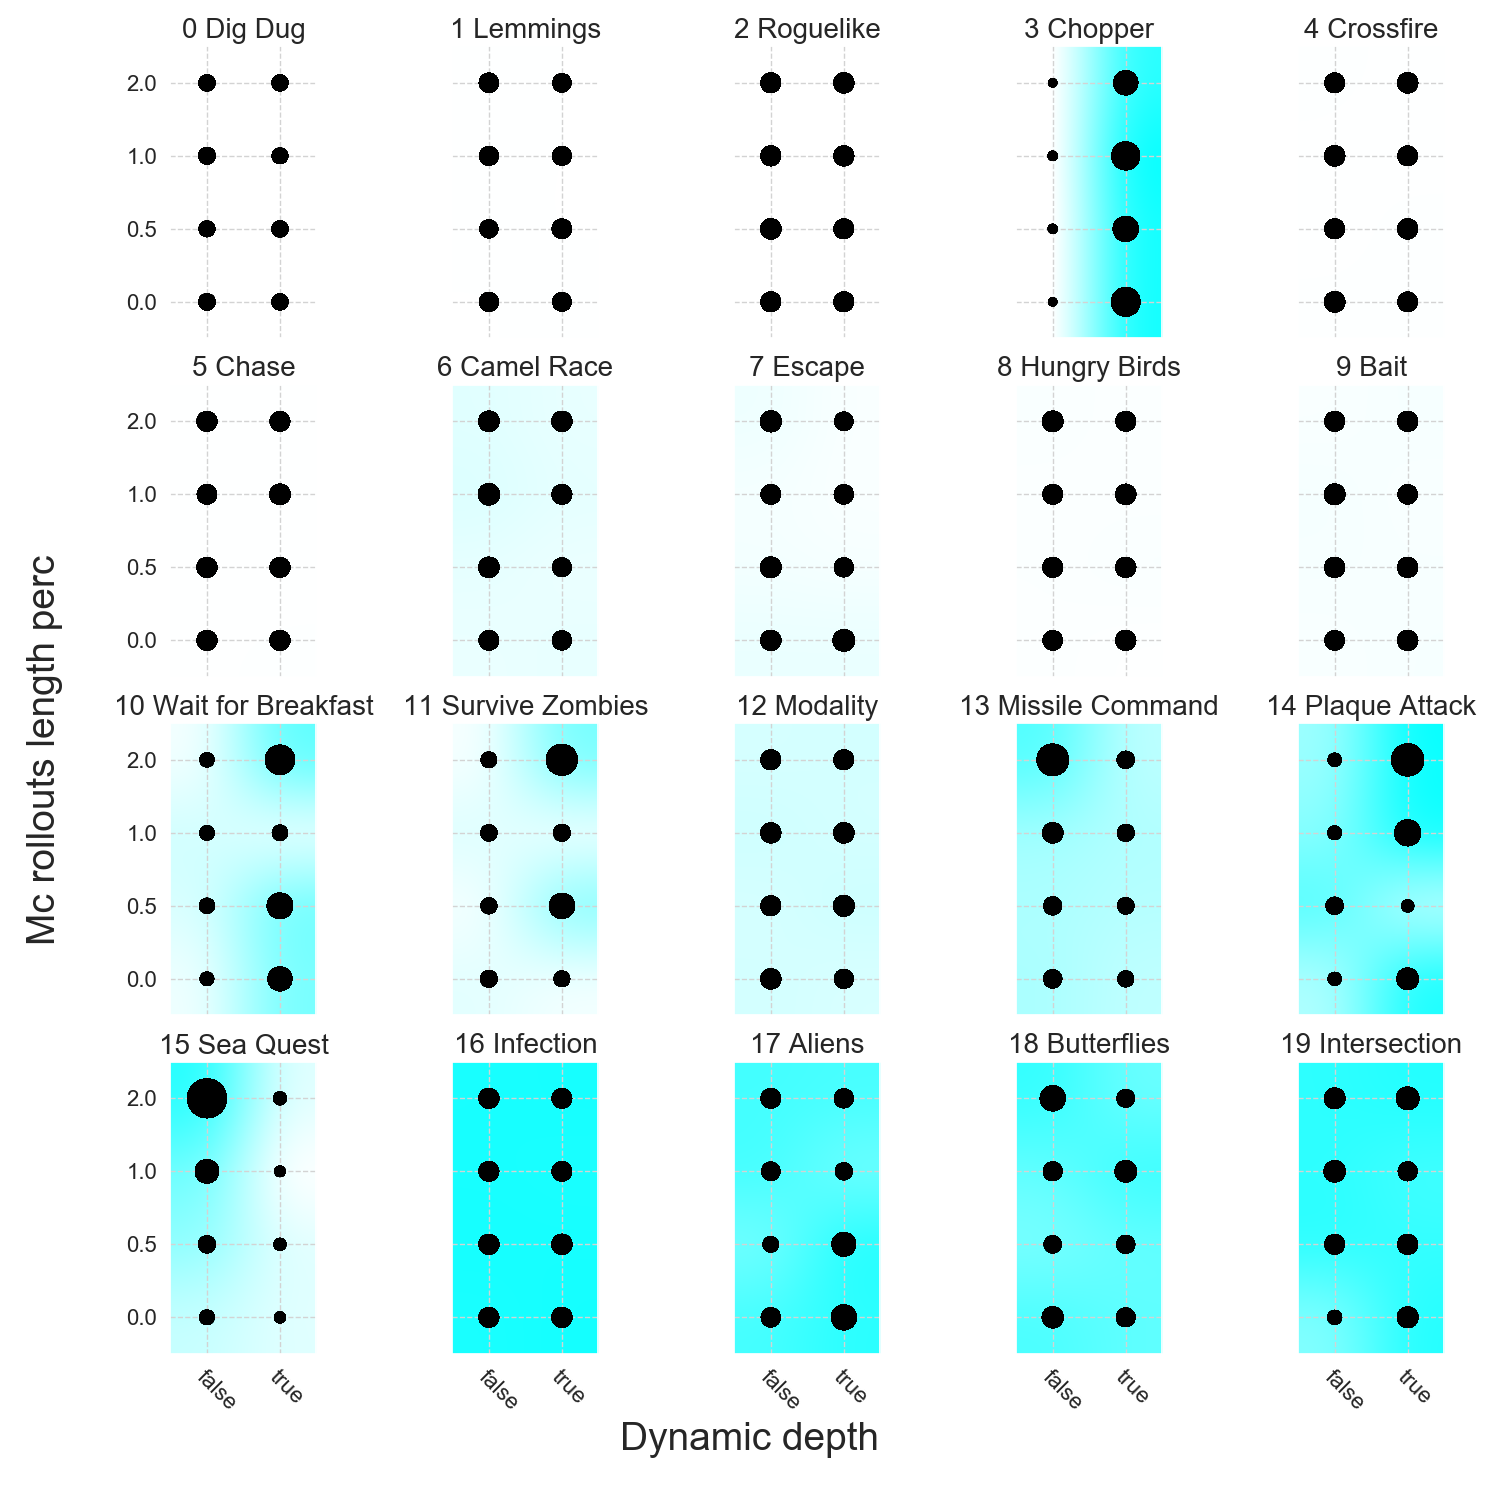 0 Dig Dug
1 Lemmings
2 Roguelike
3 Chopper
4 Crossfire
2.0
1.0
0.5
0.0
5 Chase
6 Camel Race
7 Escape
8 Hungry Birds
9 Bait
2.0
1.0
0.5
0.0
10 Wait for Breakfast
11 Survive Zombies
12 Modality
13 Missile Command
14 Plaque Attack
2.0
1.0
0.5
0.0
15 Sea Quest
16 Infection
17 Aliens
18 Butterflies
19 Intersection
2.0
1.0
0.5
0.0
false
true
false
true
false
true
false
true
false
true
Mc rollouts length perc
Dynamic depth